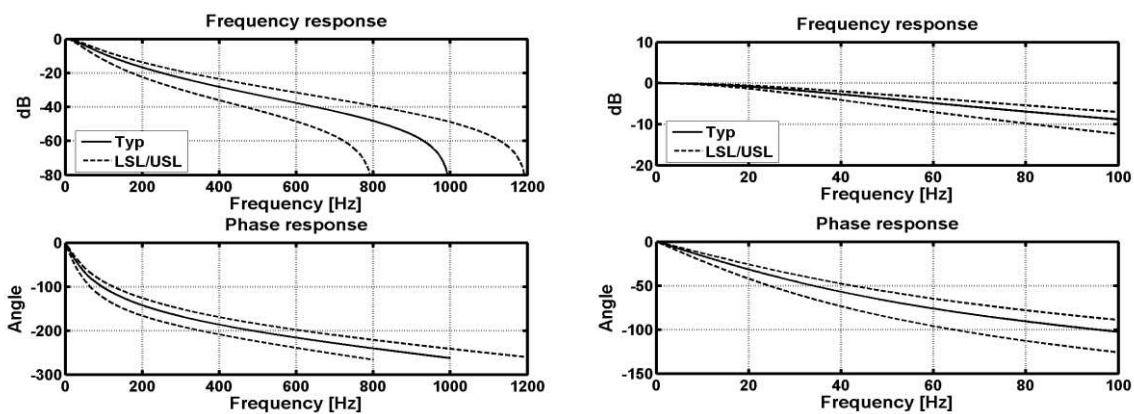 Frequency response
0
-20
-40
-60
-80
dB
Typ
LSL/USL
0 200 400 600 800 1000 1200
Frequency [Hz]
Phase response
0
-100
-200
-300
Angle
0 200 400 600 800 1000 1200
Frequency [Hz]
Frequency response
10
0
-10
-20
dB
Typ
LSL/USL
0 20 40 60 80 100
Frequency [Hz]
Phase response
0
-50
-100
-150
Angle
0 20 40 60 80 100
Frequency [Hz]